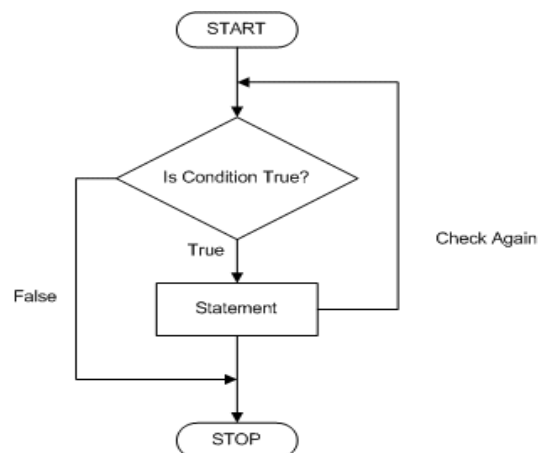 START
Is Condition True?
True
Check Again
False
Statement
STOP